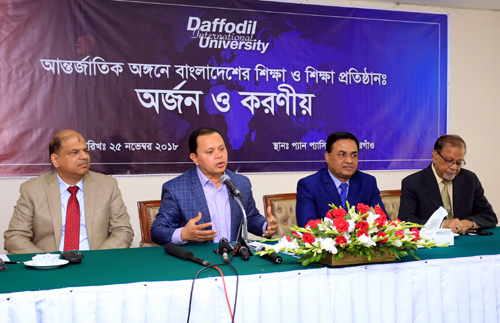 Daffodil
International
University
আন্তর্জাতিক অঙ্গনে বাংলাদেশের শিক্ষা ও শিক্ষা প্রতিষ্ঠানঃ
অর্জন ও করণীয়
২৫ নভেম্বর ২০১৮ স্থানঃ প্যান